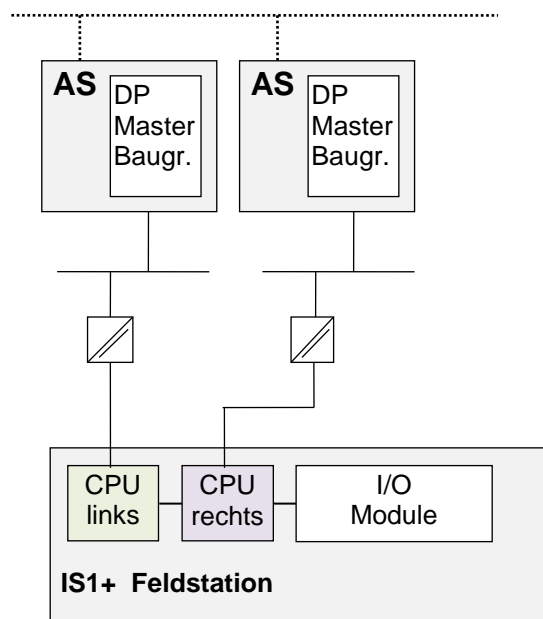 AS
DP
Master
Baugr.
AS
DP
Master
Baugr.
CPU
links
CPU
rechts
I/O
Module
IS1+ Feldstation